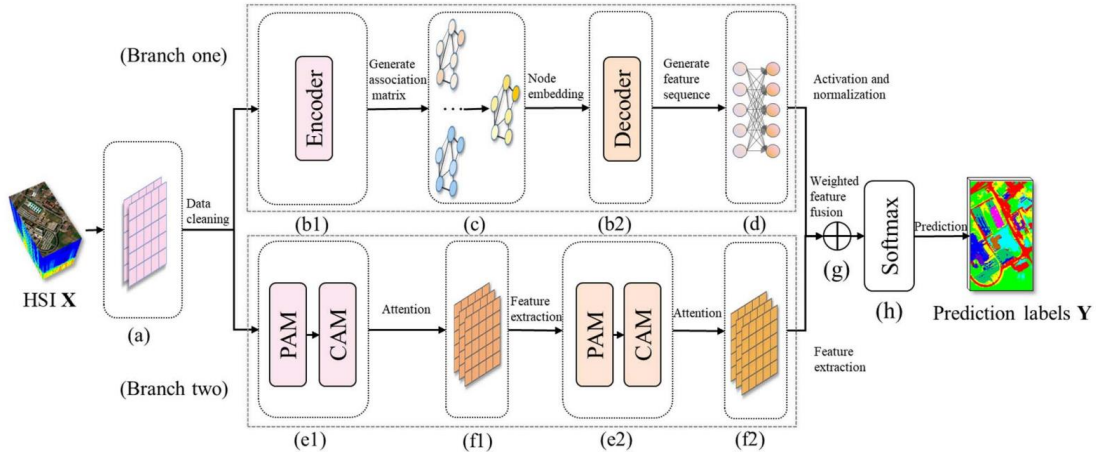 (Branch one)
Encoder
Generate
association
matrix
Node
embedding
Decoder
Generate
feature
sequence
Activation and
normalization
(b1)
(c)
(b2)
(d)
HSI X
Data
cleaning
(a)
Weighted
feature
fusion
(g)
Softmax
(h)
Prediction
Prediction labels Y
PAM
CAM
Attention
Feature
extraction
PAM
CAM
Attention
Feature
extraction
(Branch two)
(e1)
(f1)
(e2)
(f2)